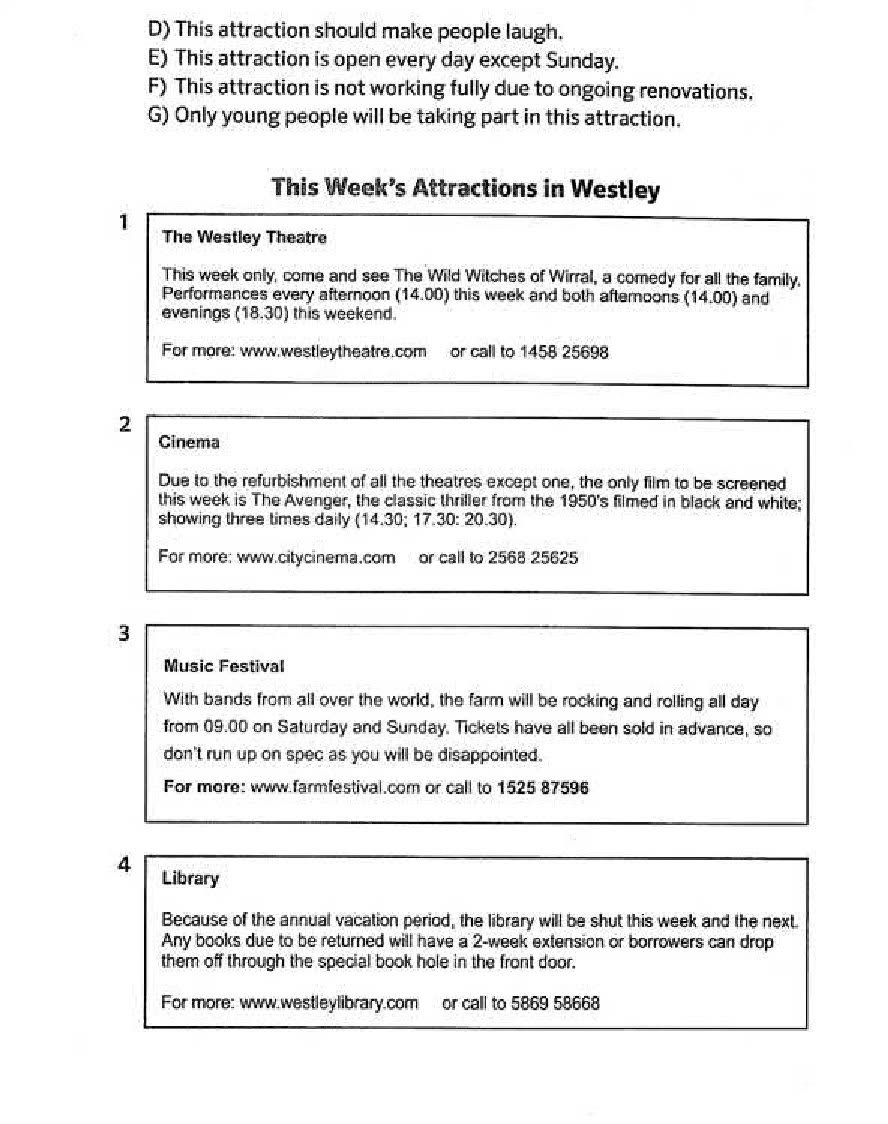 D) This attraction should make people laugh.
E) This attraction is open every day except Sunday.
F) This attraction is not working fully due to ongoing renovations.
G) Only young people will be taking part in this attraction.
This Week's Attractions in Westley
1
The Westley Theatre
This week only, come and see The Wild Witches of Wirral, a comedy for all the family.
Performances every afternoon (14.00) this week and both afternoons (14.00) and
evenings (18.30) this weekend.
For more: www.westleytheatre.com or call to 1458 25698
2
Cinema
Due to the refurbishment of all the theatres except one, the only film to be screened
this week is The Avenger, the classic thriller from the 1950's filmed in black and white;
showing three times daily (14.30; 17.30: 20.30).
For more: www.citycinema.com or call to 2568 25625
3
Music Festival
With bands from all over the world, the farm will be rocking and rolling all day
from 09.00 on Saturday and Sunday. Tickets have all been sold in advance, so
don't run up on spec as you will be disappointed.
For more: www.farmfestival.com or call to 1525 87596
4
Library
Because of the annual vacation period, the library will be shut this week and the next.
Any books due to be returned will have a 2-week extension or borrowers can drop
them off through the special book hole in the front door.
For more: www.westleylibrary.com or call to 5869 58668